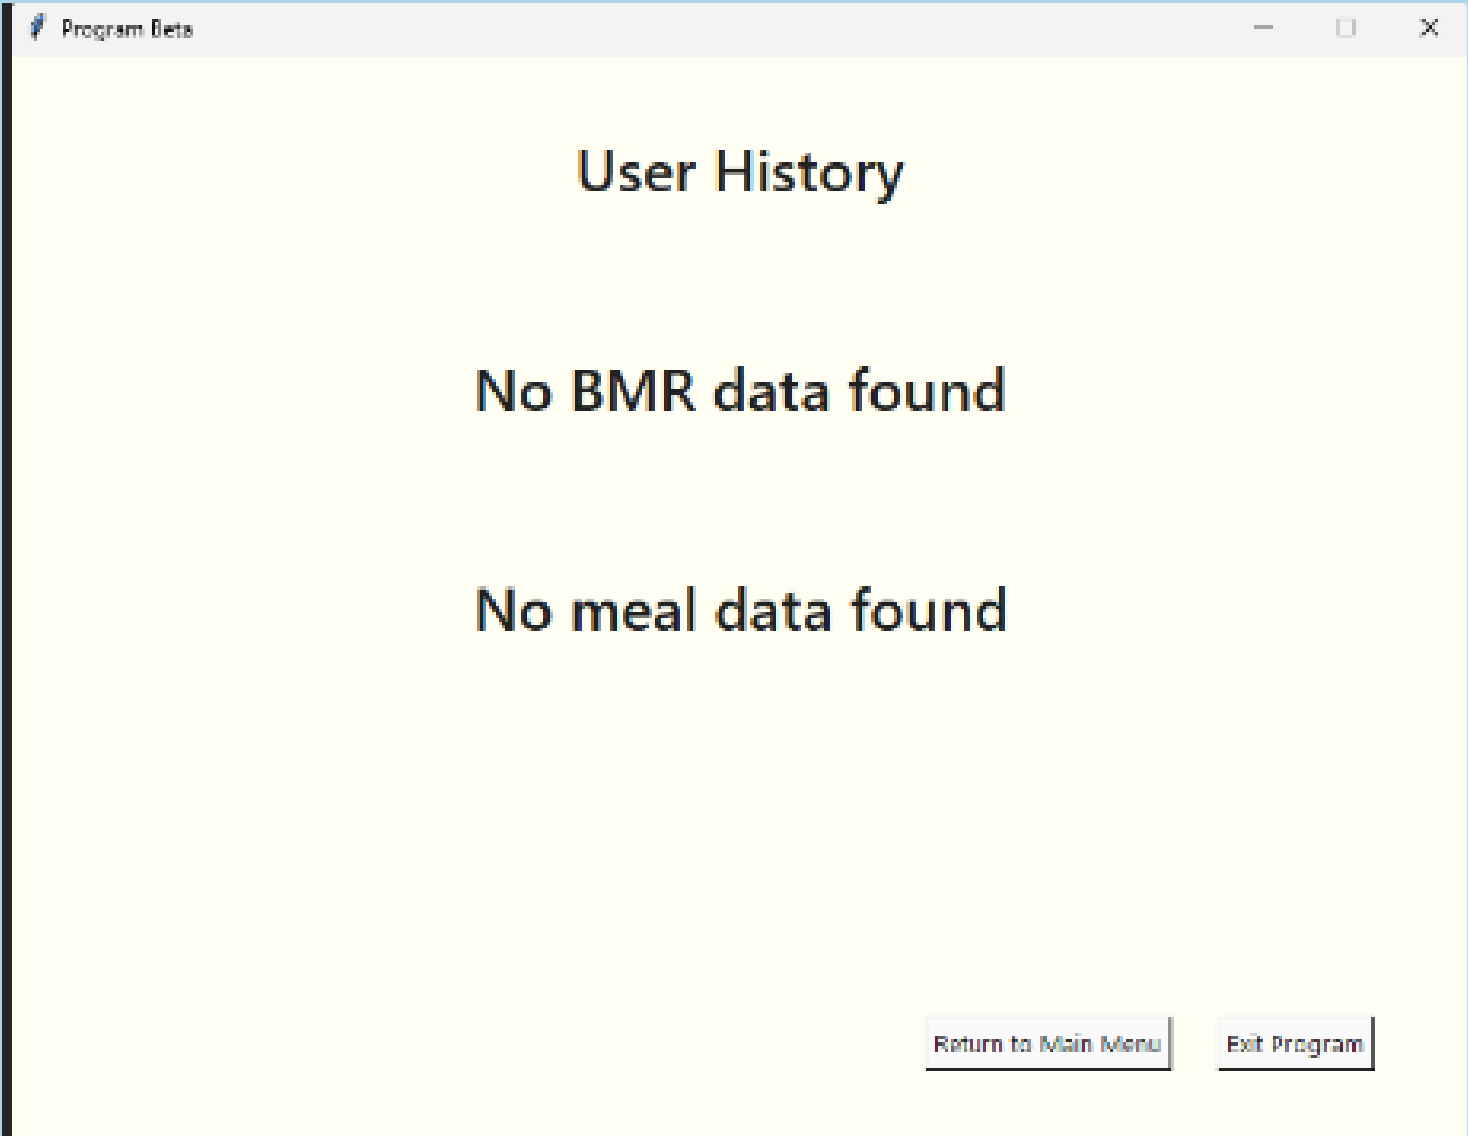 Program Beta
User History
No BMR data found
No meal data found
Return to Main Menu
Exit Program